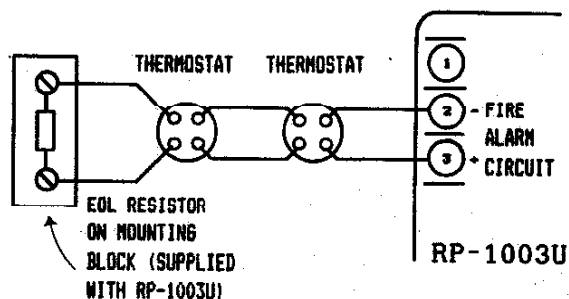 THERMOSTAT THERMOSTAT
1
2 - FIRE
ALARM
3 + CIRCUIT
EOL RESISTOR
ON MOUNTING
BLOCK (SUPPLIED
WITH RP-1003U)
RP-1003U